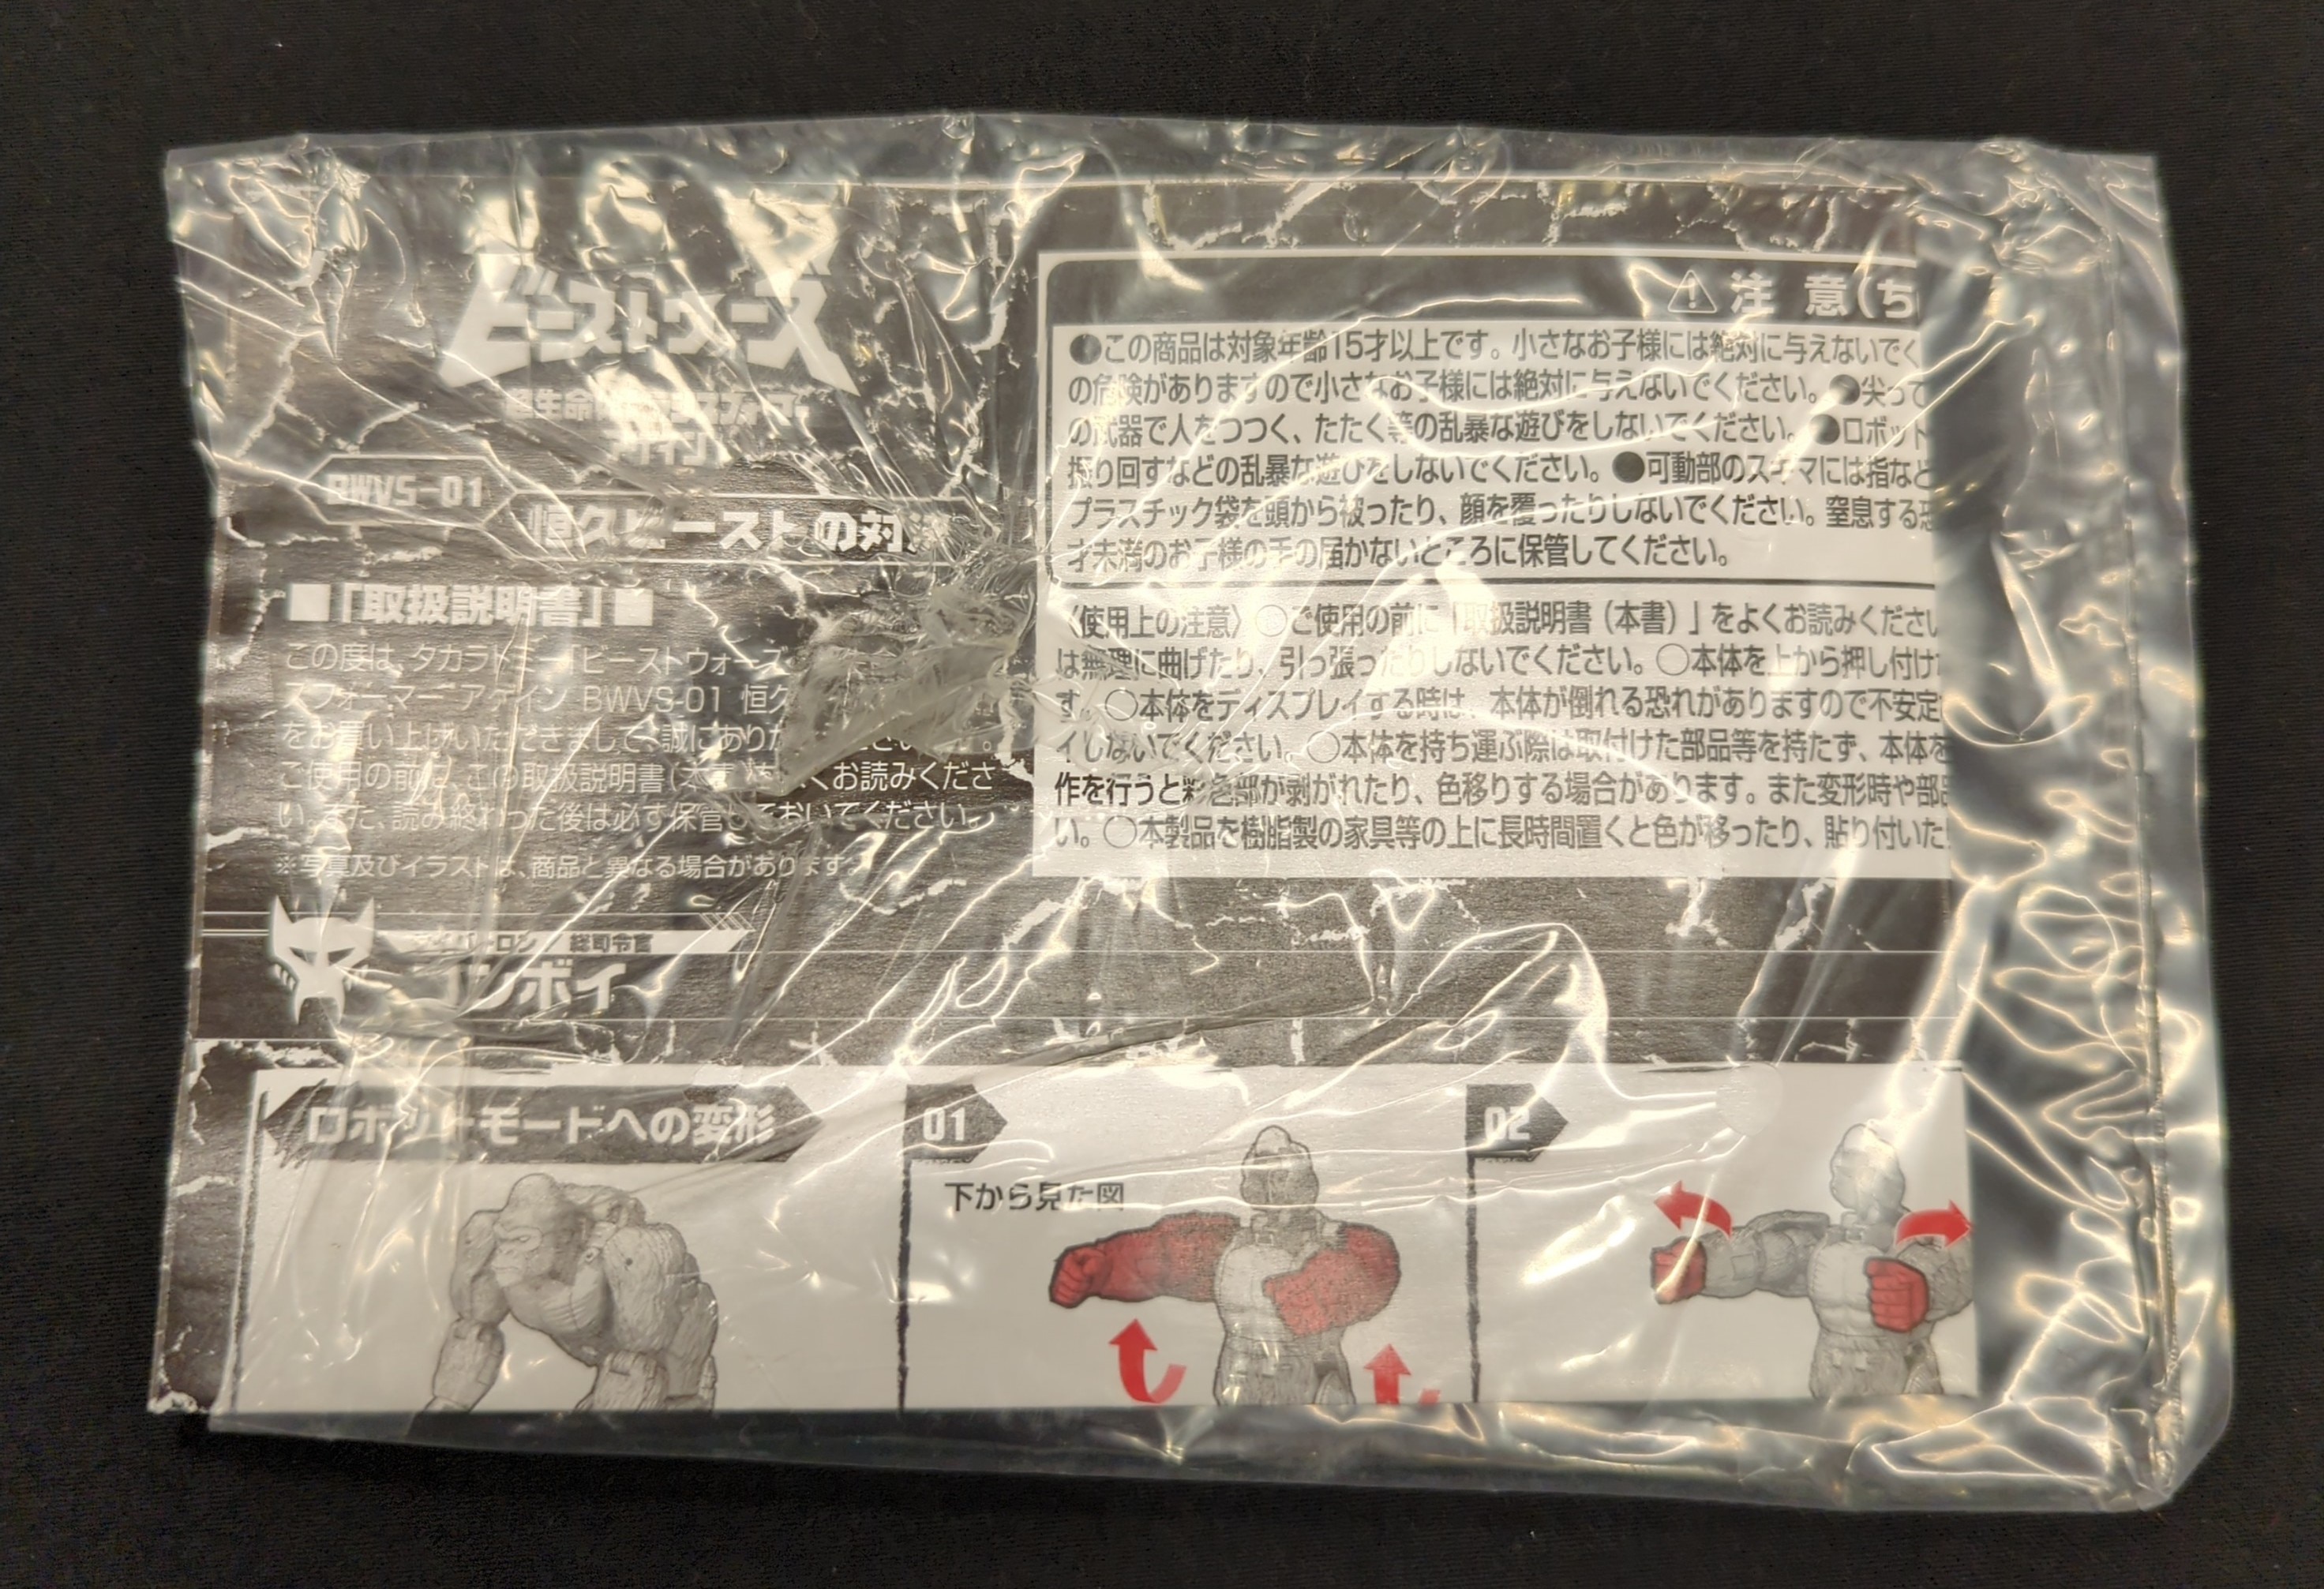 ビーストウォーズ
BWVS-01
恒久ビーストの対
■「取扱説明書」■
この度は、タカラトミー「ビーストウォーズ
スフォーマー アゲイン BWVS-01 恒久
をお買い上げいただきまして、誠にあり
ご使用の前に、この取扱説明書(本 くお読みくださ
い。また、読み終わった後は必ず保管しておいてください。
※写真及びイラストは、商品と異なる場合があります。
総司令官
コンボイ
⚠注 意(ち
●この商品は対象年齢15才以上です。小さなお子様には絶対に与えないでく
の危険がありますので小さなお子様には絶対に与えないでください。●尖って
の武器で人をつつく、たたく等の乱暴な遊びをしないでください。●ロボット
振り回すなどの乱暴な遊びをしないでください。●可動部のスキマには指など
プラスチック袋を頭から被ったり、顔を覆ったりしないでください。窒息する恐
才未満のお子様の手の届かないところに保管してください。
〈使用上の注意〉○ご使用の前に「取扱説明書（本書）」をよくお読みくださ
は無理に曲げたり、引っ張ったりしないでください。○本体を上から押し付け
す。○本体をディスプレイする時は、本体が倒れる恐れがありますので不安定
イしないでください。○本体を持ち運ぶ際は取付けた部品等を持たず、本体を
作を行うと彩色部が剥がれたり、色移りする場合があります。また変形時や部
い。○本製品を樹脂製の家具等の上に長時間置くと色が移ったり、貼り付いた
ロボットモードへの変形
01
下から見た図
02